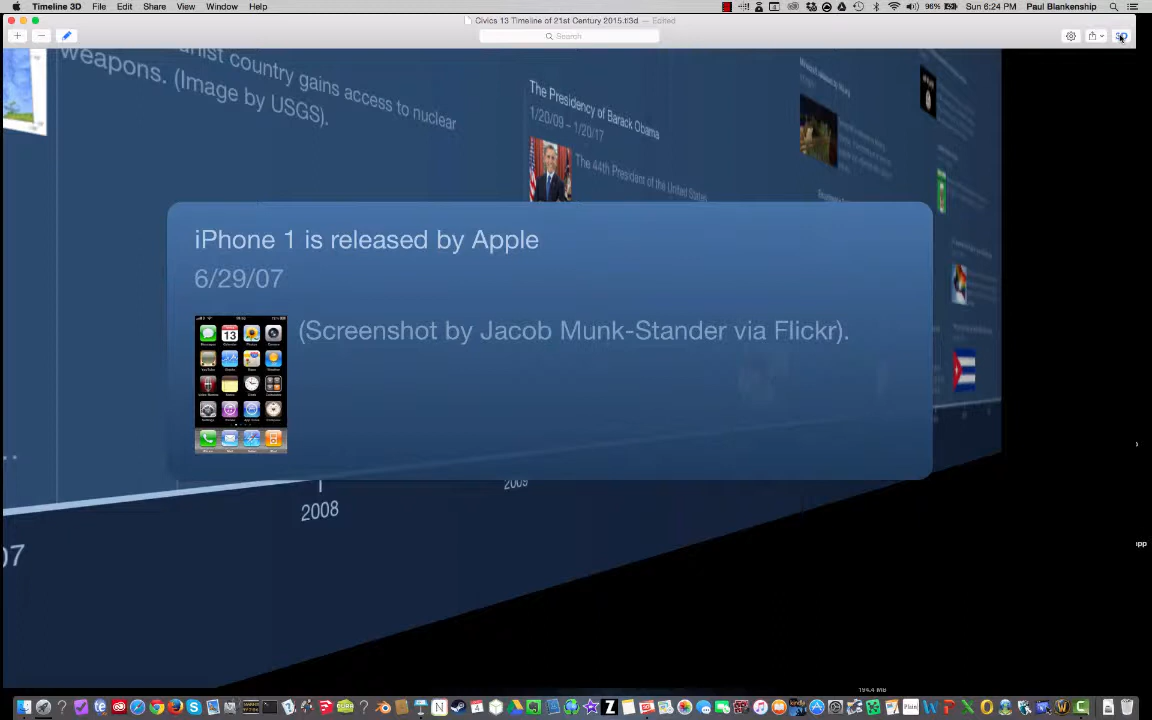 Timeline 3D File Edit Share View Window Help 96% Sun 6:24 PM Paul Blankenship
Civics 13 Timeline of 21st Century 2015.tl3d — Edited
Search
country gains access to nuclear
Weapons. (Image by USGS).
The Presidency of Barack Obama
1/20/09 – 1/20/17
The 44th President of the United States
iPhone 1 is released by Apple
6/29/07
(Screenshot by Jacob Munk-Stander via Flickr).
2009
2008
07